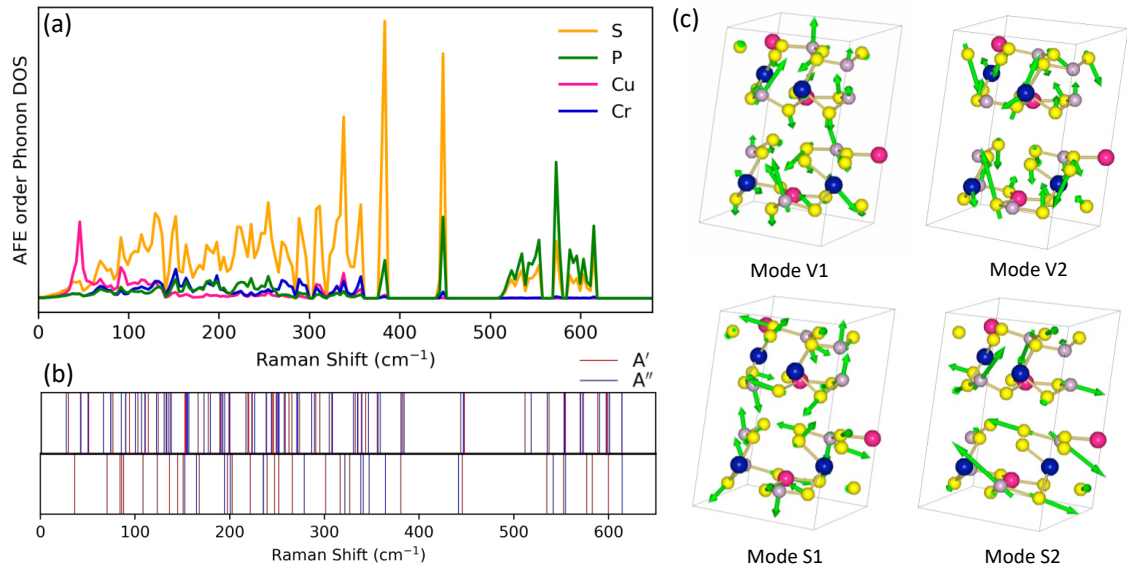 (a)
AFE order Phonon DOS
S
P
Cu
Cr
0 100 200 300 400 500 600
Raman Shift (cm⁻¹)
(b)
A′
A′′
0 100 200 300 400 500 600
Raman Shift (cm⁻¹)
(c)
Mode V1
Mode V2
Mode S1
Mode S2